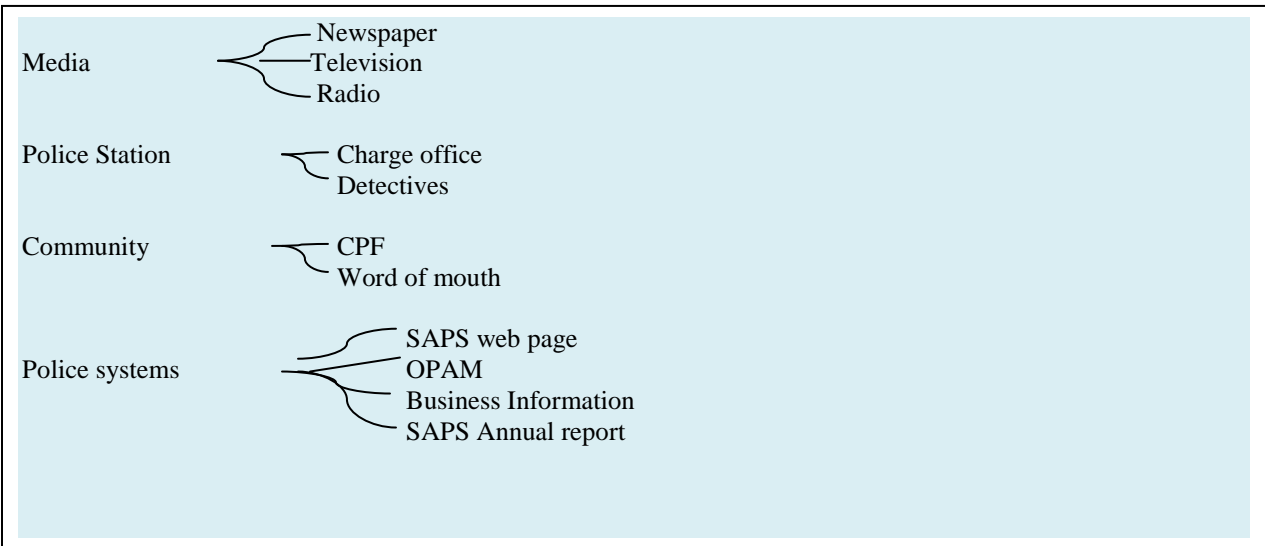 Newspaper
Media Television
Radio
Police Station Charge office
Detectives
Community CPF
Word of mouth
SAPS web page
Police systems OPAM
Business Information
SAPS Annual report